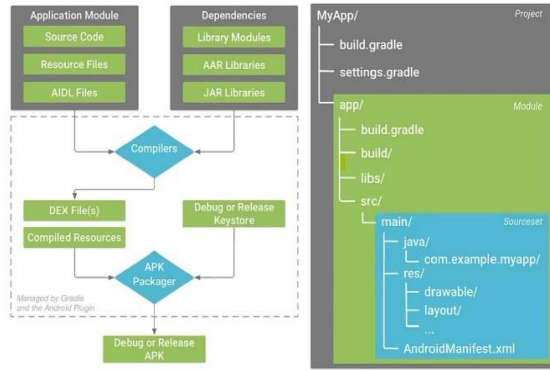 Application Module
Source Code
Resource Files
AIDL Files
Dependencies
Library Modules
AAR Libraries
JAR Libraries
Compilers
DEX File(s)
Compiled Resources
Debug or Release
Keystore
APK
Packager
Managed by Gradle
and the Android Plugin
Debug or Release
APK
MyApp/
Project
build.gradle
settings.gradle
app/
Module
build.gradle
build/
libs/
src/
main/
Sourceset
java/
com.example.myapp/
res/
drawable/
layout/
...
AndroidManifest.xml